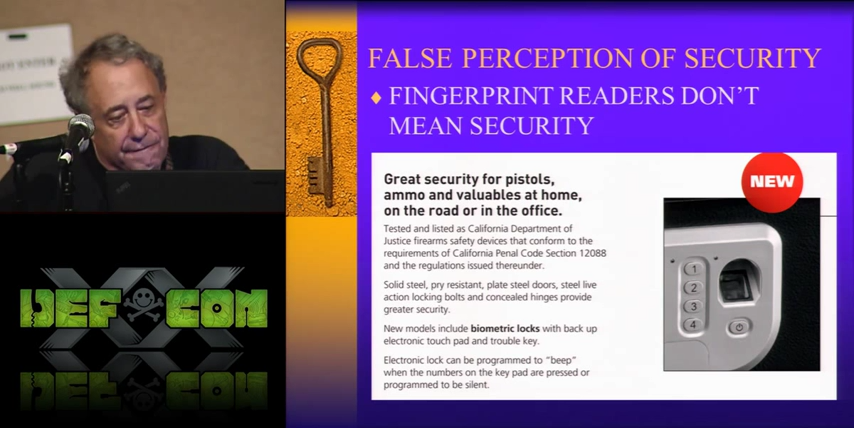 FALSE PERCEPTION OF SECURITY
FINGERPRINT READERS DON'T
MEAN SECURITY
Great security for pistols,
ammo and valuables at home,
on the road or in the office.
NEW
Tested and listed as California Department of
Justice firearms safety devices that conform to the
requirements of California Penal Code Section 12088
and the regulations issued thereunder.
Solid steel, pry resistant, plate steel doors, steel live
action locking bolts and concealed hinges provide
greater security.
New models include biometric locks with back up
electronic touch pad and trouble key.
Electronic lock can be programmed to “beep”
when the numbers on the key pad are pressed or
programmed to be silent.
1
2
3
4
DEF CON
XX